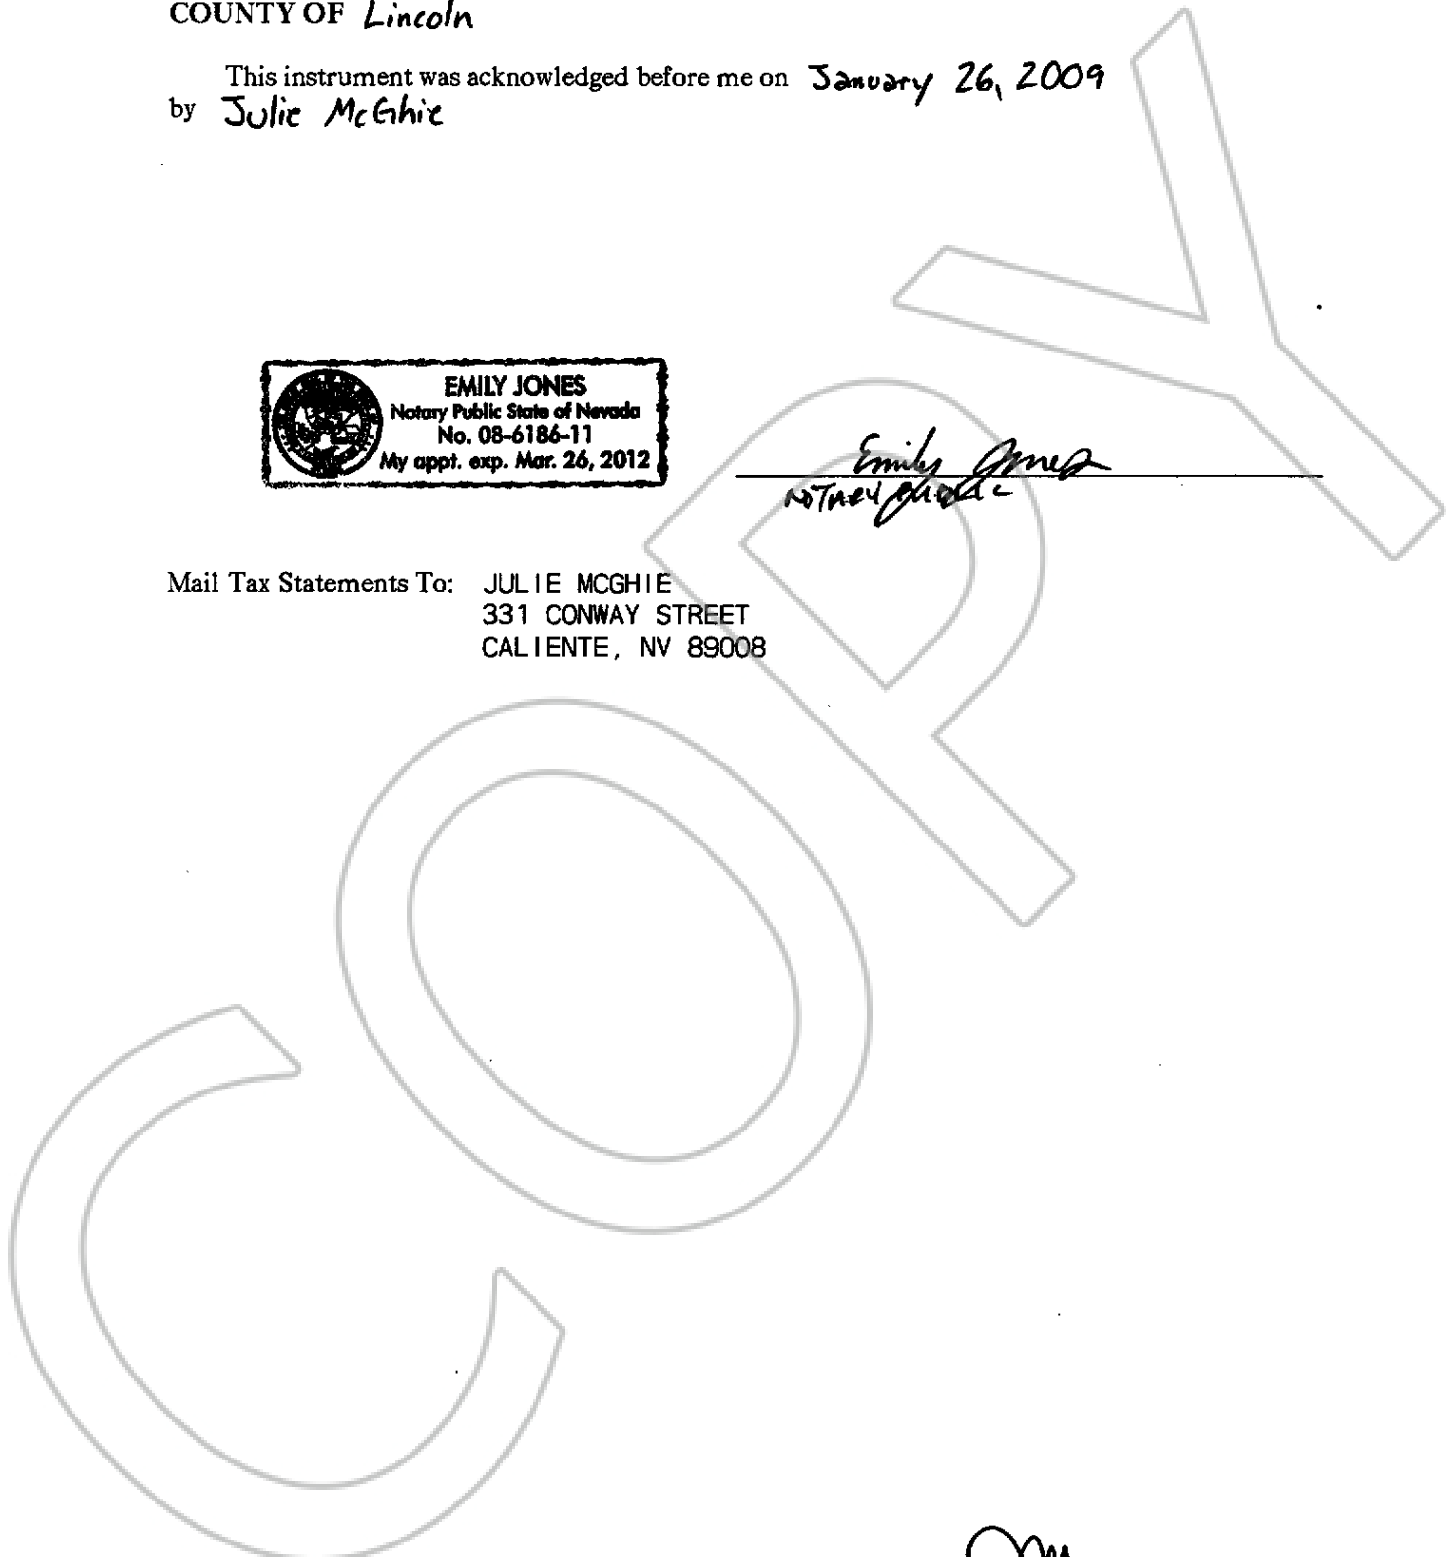 COUNTY OF Lincoln
This instrument was acknowledged before me on January 26, 2009
by Julie McGhie
EMILY JONES
Notary Public State of Nevada
No. 08-6186-11
My appt. exp. Mar. 26, 2012
Emily Jones
NOTARY PUBLIC
Mail Tax Statements To: JULIE MCGHIE
331 CONWAY STREET
CALIENTE, NV 89008
COPY